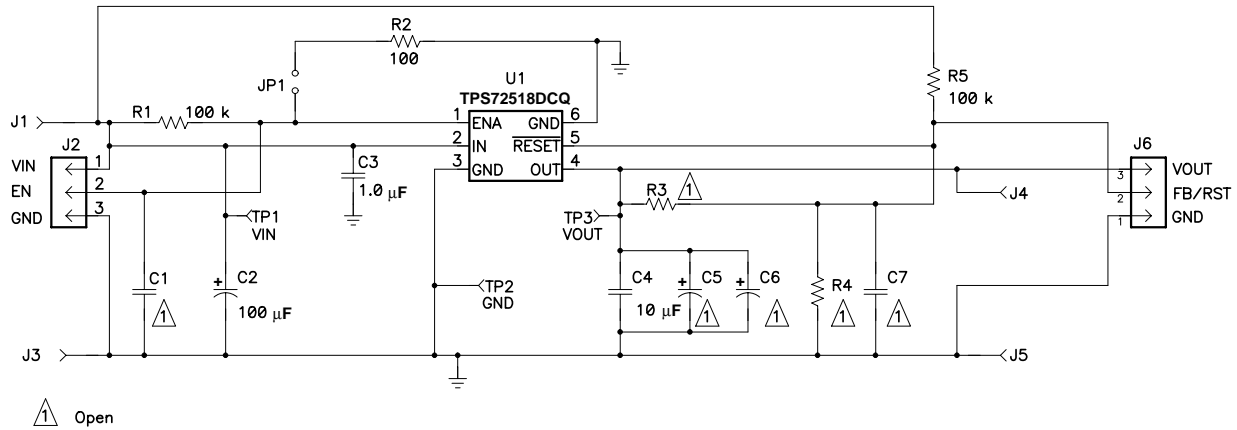 R2
100
JP1
U1
TPS72518DCQ
R5
100 k
J1
R1
100 k
1
ENA
GND
6
2
IN
RESET
5
3
GND
OUT
4
J2
VIN
1
EN
2
GND
3
C3
1.0 μF
TP1
VIN
R3
1
TP3
VOUT
J6
VOUT
3
FB/RST
2
GND
1
J4
C1
1
C2
100 μF
TP2
GND
C4
10 μF
C5
1
C6
1
R4
1
C7
1
J3
J5
1 Open